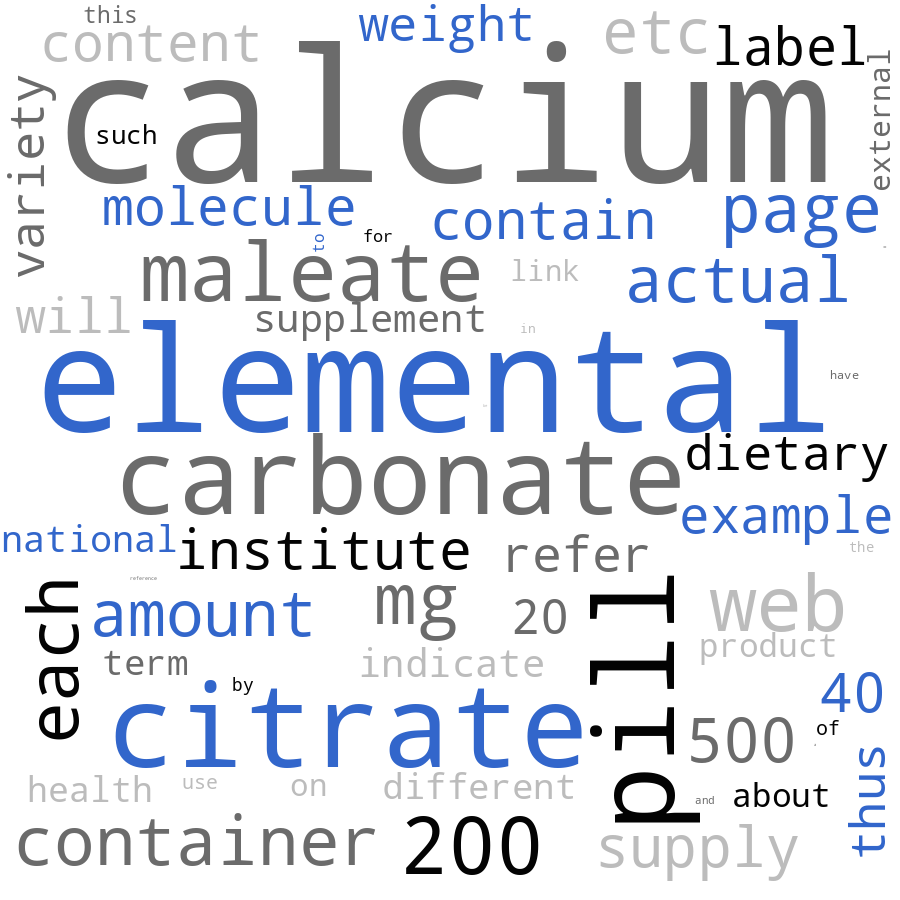 this
content
weight
etc
label
external
variety
calcium
such
molecule
contain
page
to
for
maleate
link
actual
will
supplement
in
elemental
have
carbonate
dietary
example
national
institute
refer
the
reference
each
amount
mg
20
pill
web
product
term
indicate
by
citrate
40
500
of
thus
health
use
on
different
and
about
container
200
supply